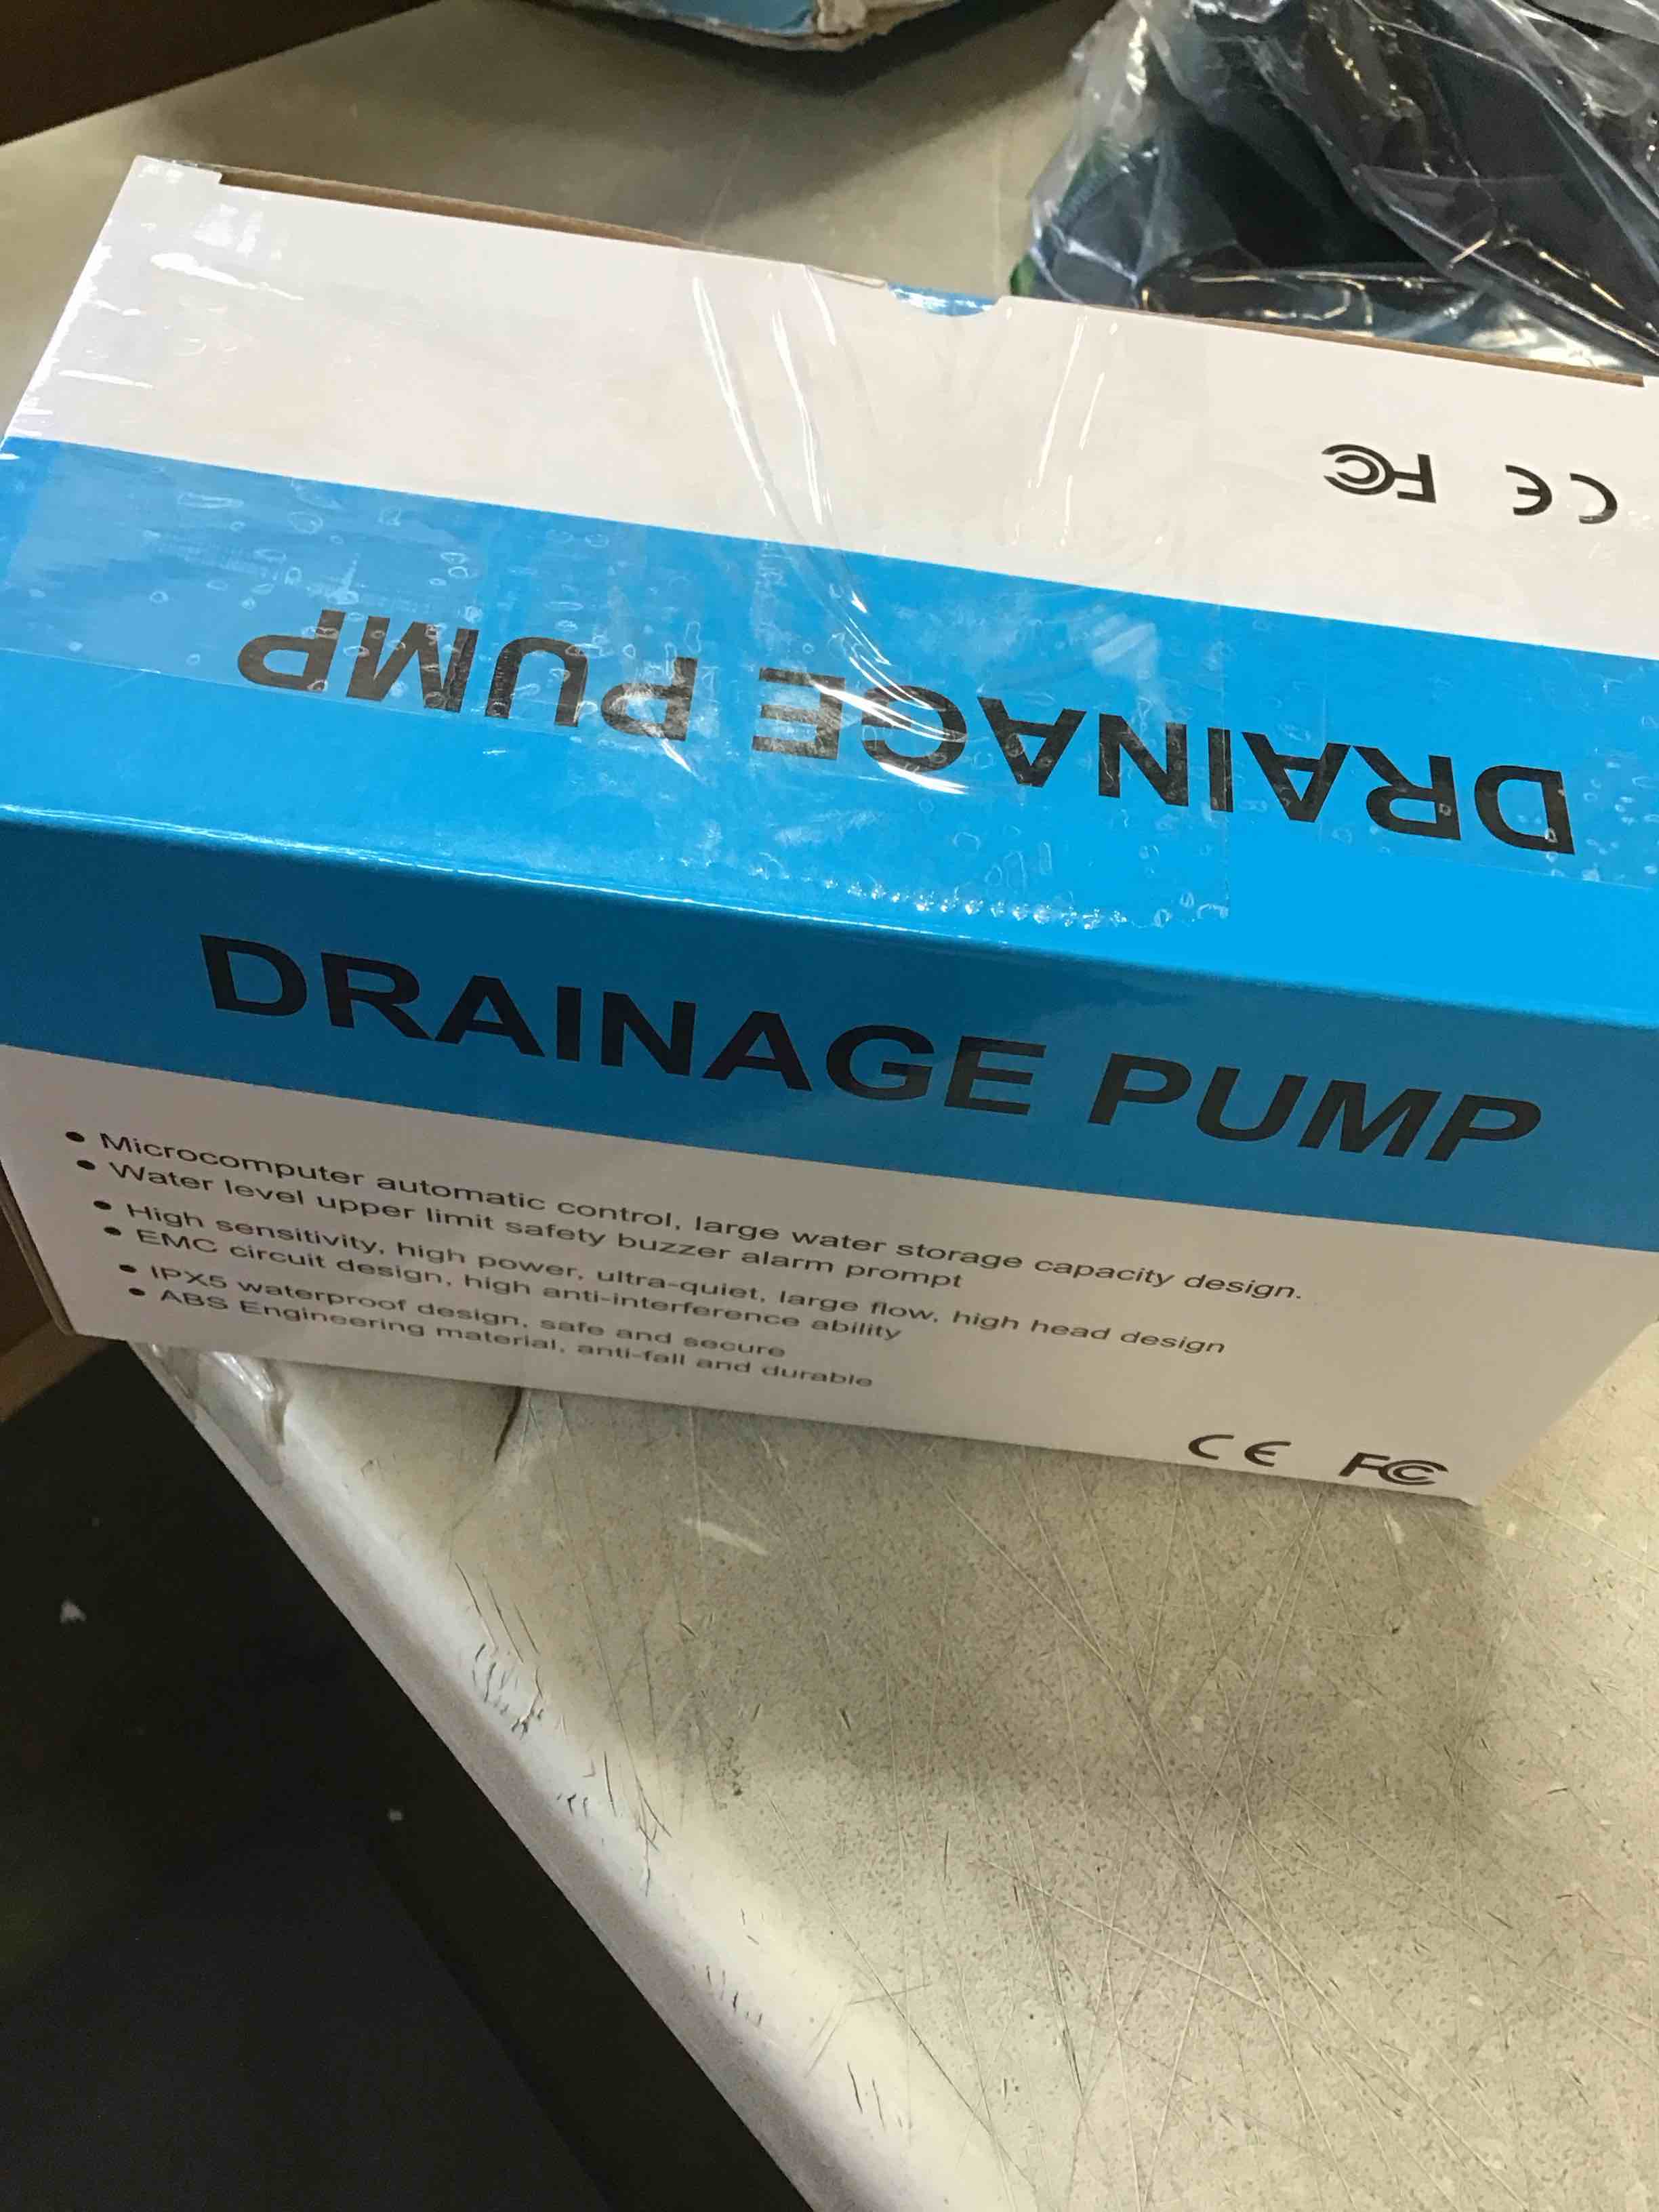 CE FC
DRAINAGE PUMP
DRAINAGE PUMP
• Microcomputer automatic control, large water storage capacity design.
• Water level upper limit safety buzzer alarm prompt
• High sensitivity, high power, ultra-quiet, large flow, high head design
• EMC circuit design, high anti-interference ability
• IPX5 waterproof design, safe and secure
• ABS Engineering material, anti-fall and durable
CE FC